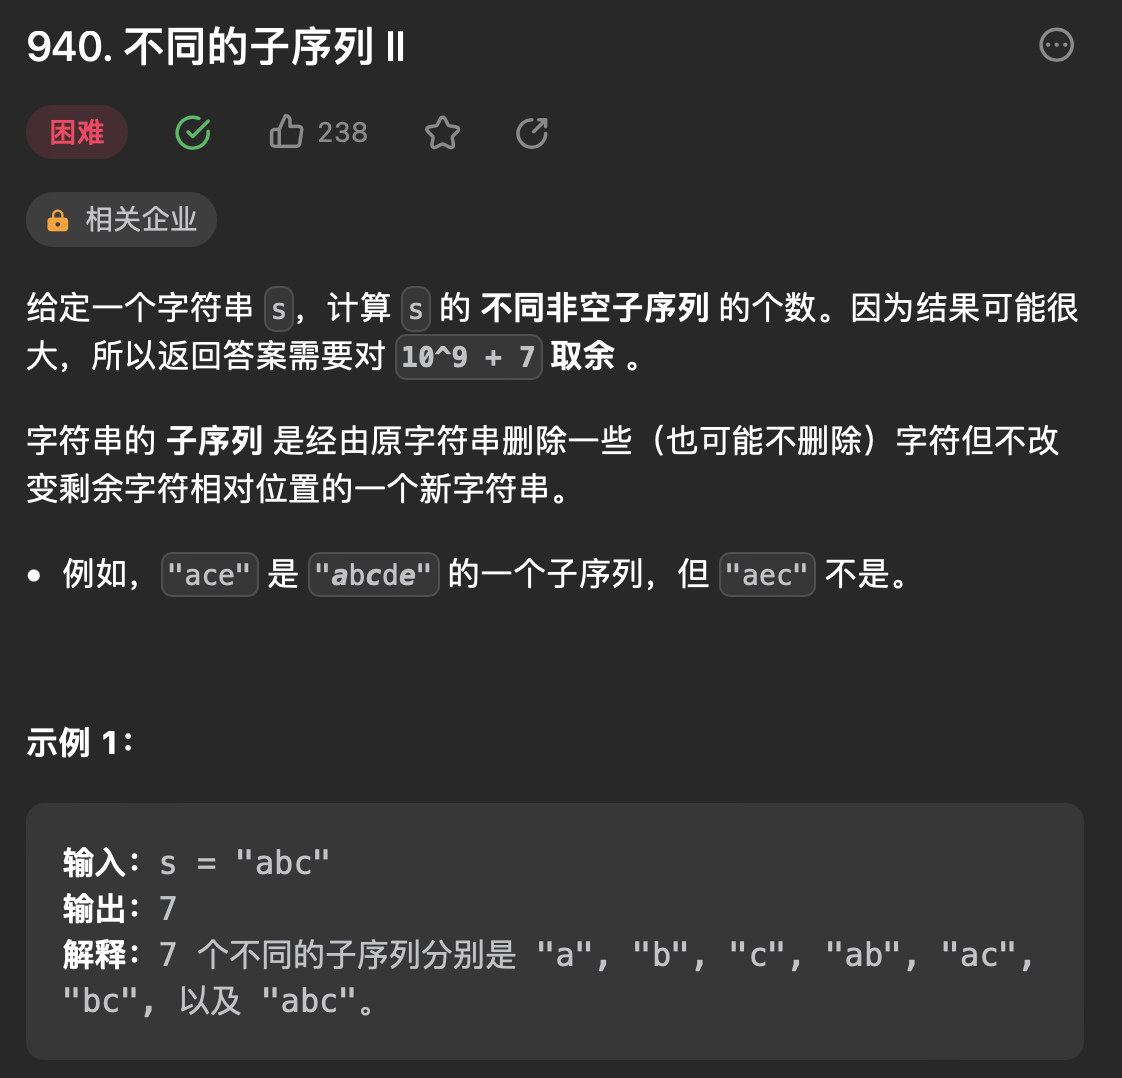 940. 不同的子序列 II
困难 238
相关企业
给定一个字符串 s，计算 s 的 不同非空子序列 的个数。因为结果可能很
大，所以返回答案需要对 10^9 + 7 取余 。
字符串的 子序列 是经由原字符串删除一些（也可能不删除）字符但不改
变剩余字符相对位置的一个新字符串。
• 例如，"ace" 是 "abcde" 的一个子序列，但 "aec" 不是。
示例 1：
输入：s = "abc"
输出：7
解释：7 个不同的子序列分别是 "a", "b", "c", "ab", "ac",
"bc", 以及 "abc"。